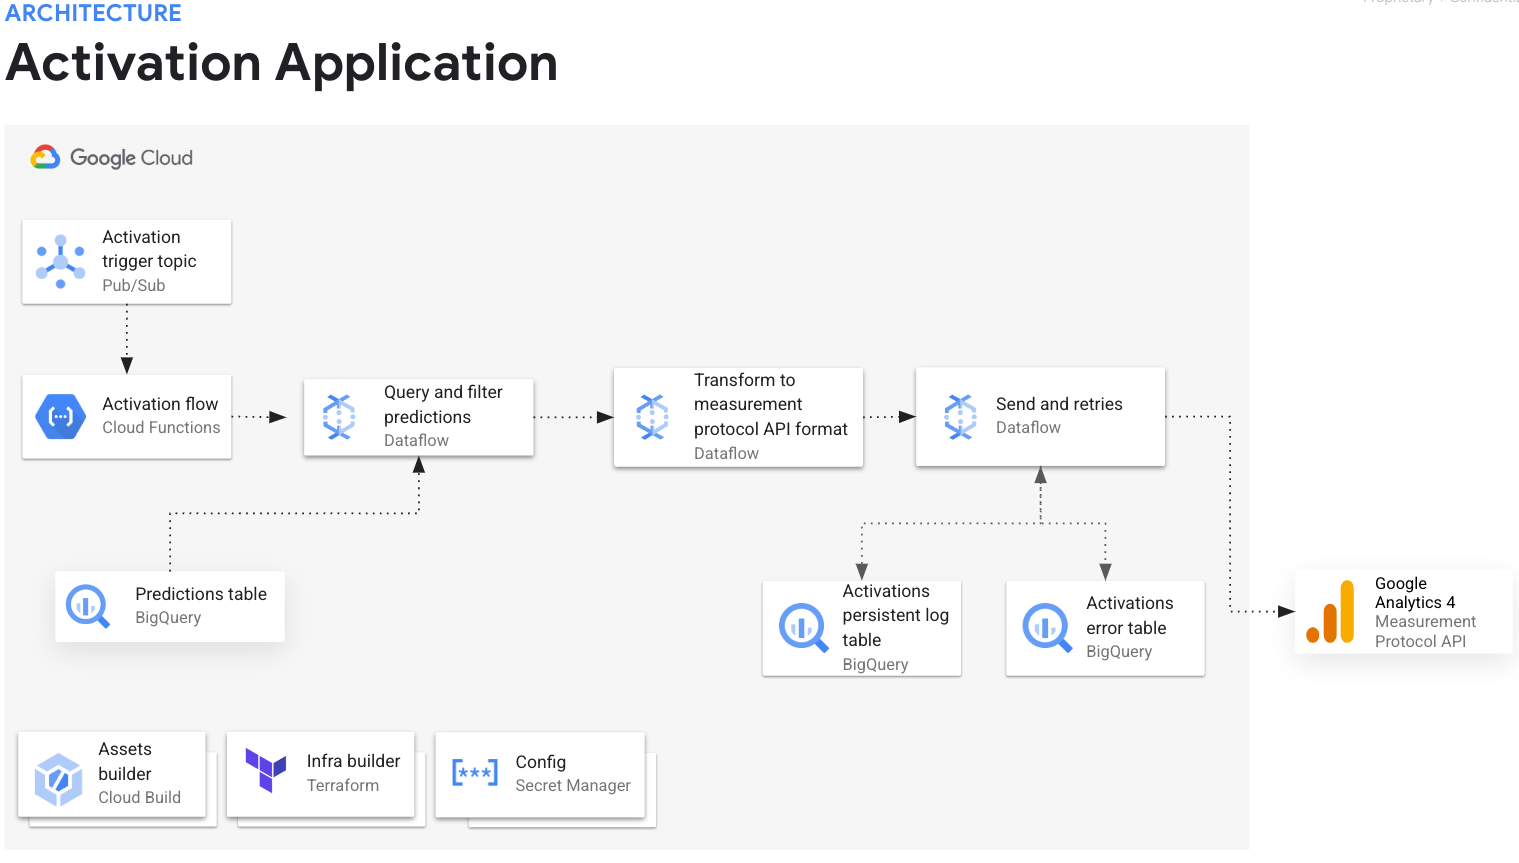 ARCHITECTURE
Activation Application
Google Cloud
Activation
trigger topic
Pub/Sub
Activation flow
Cloud Functions
Query and filter
predictions
Dataflow
Transform to
measurement
protocol API format
Dataflow
Send and retries
Dataflow
Predictions table
BigQuery
Activations
persistent log
table
BigQuery
Activations
error table
BigQuery
Google
Analytics 4
Measurement
Protocol API
Assets
builder
Cloud Build
Infra builder
Terraform
[***]
Config
Secret Manager